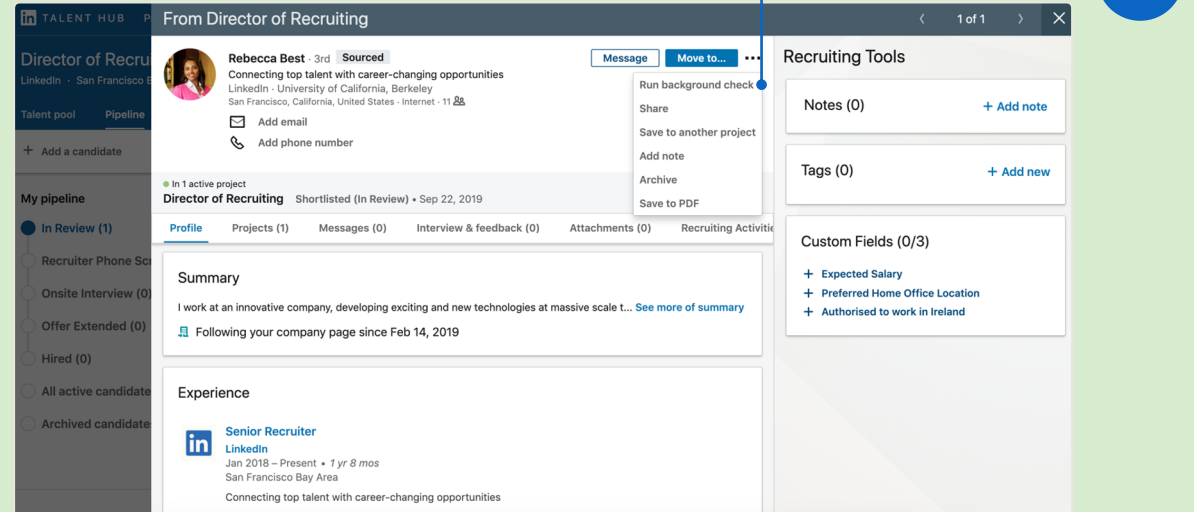 in TALENT HUB P
From Director of Recruiting
1 of 1
Director of Recrui
LinkedIn · San Francisco B
Talent pool Pipeline
+ Add a candidate
My pipeline
In Review (1)
Recruiter Phone Scr
Onsite Interview (0)
Offer Extended (0)
Hired (0)
All active candidate
Archived candidate
Rebecca Best · 3rd Sourced
Connecting top talent with career-changing opportunities
LinkedIn · University of California, Berkeley
San Francisco, California, United States · Internet · 11
Add email
Add phone number
Message Move to... •••
Run background check
Share
Save to another project
Add note
Archive
Save to PDF
In 1 active project
Director of Recruiting Shortlisted (In Review) • Sep 22, 2019
Profile Projects (1) Messages (0) Interview & feedback (0) Attachments (0) Recruiting Activitie
Summary
I work at an innovative company, developing exciting and new technologies at massive scale t... See more of summary
Following your company page since Feb 14, 2019
Experience
in
Senior Recruiter
LinkedIn
Jan 2018 – Present • 1 yr 8 mos
San Francisco Bay Area
Connecting top talent with career-changing opportunities
Recruiting Tools
Notes (0) + Add note
Tags (0) + Add new
Custom Fields (0/3)
+ Expected Salary
+ Preferred Home Office Location
+ Authorised to work in Ireland